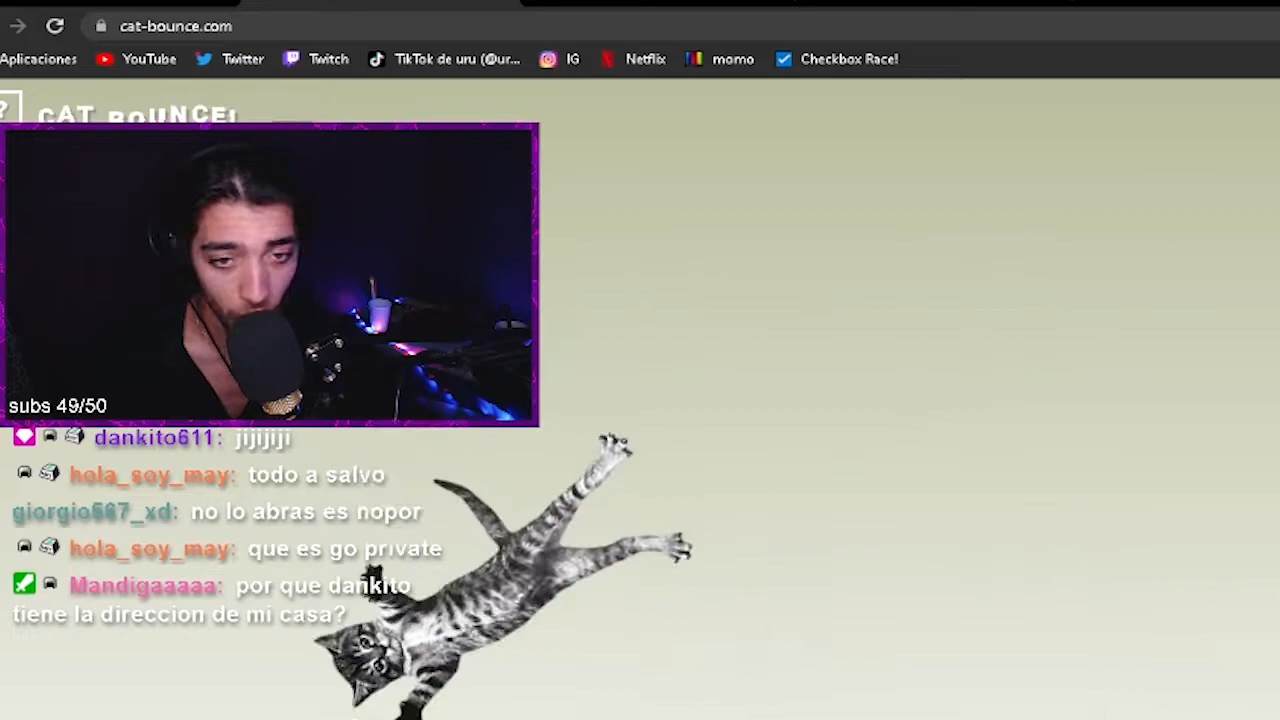 cat-bounce.com
Aplicaciones YouTube Twitter Twitch TikTok de uru (@ur... IG Netflix momo Checkbox Race!
? CAT BOUNCE!
subs 49/50
dankito611: jijijiji
hola_soy_may: todo a salvo
giorgio567_xd: no lo abras es nopor
hola_soy_may: que es go private
Mandigaaaaa: por que dankito
tiene la direccion de mi casa?